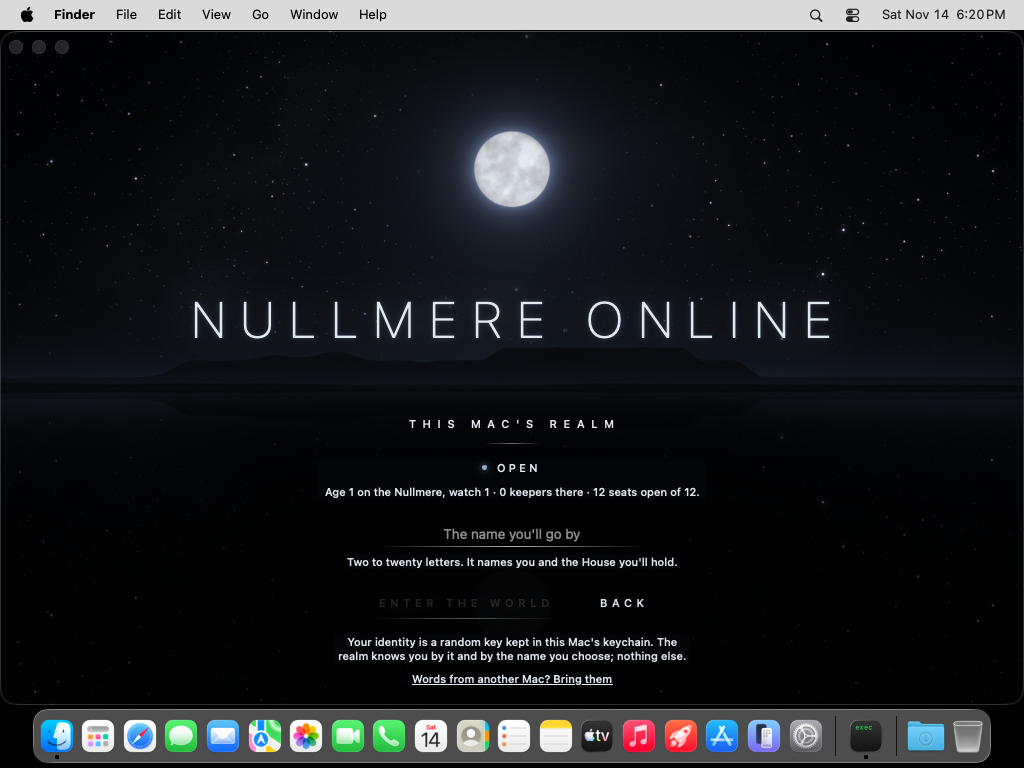 Finder File Edit View Go Window Help Sat Nov 14 6:20 PM
NULLMERE ONLINE
THIS MAC'S REALM
OPEN
Age 1 on the Nullmere, watch 1 · 0 keepers there · 12 seats open of 12.
The name you'll go by
Two to twenty letters. It names you and the House you'll hold.
ENTER THE WORLD BACK
Your identity is a random key kept in this Mac's keychain. The
realm knows you by it and by the name you choose; nothing else.
Words from another Mac? Bring them
Sat
14
tv
exec